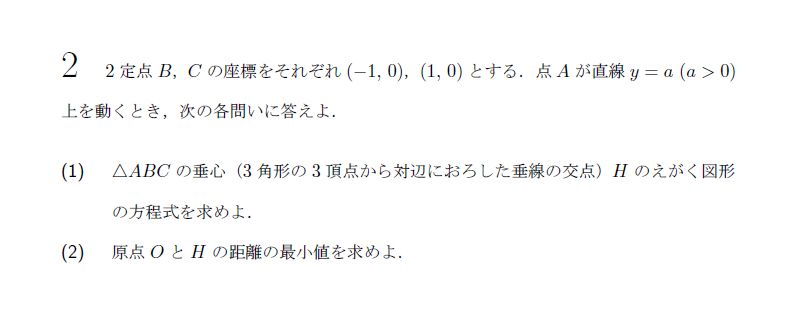 2 2 定点 B, C の座標をそれぞれ (−1, 0), (1, 0) とする. 点 A が直線 y = a (a > 0)
上を動くとき, 次の各問いに答えよ.
(1) △ABC の垂心(3 角形の 3 頂点から対辺におろした垂線の交点)H のえがく図形
の方程式を求めよ.
(2) 原点 O と H の距離の最小値を求めよ.